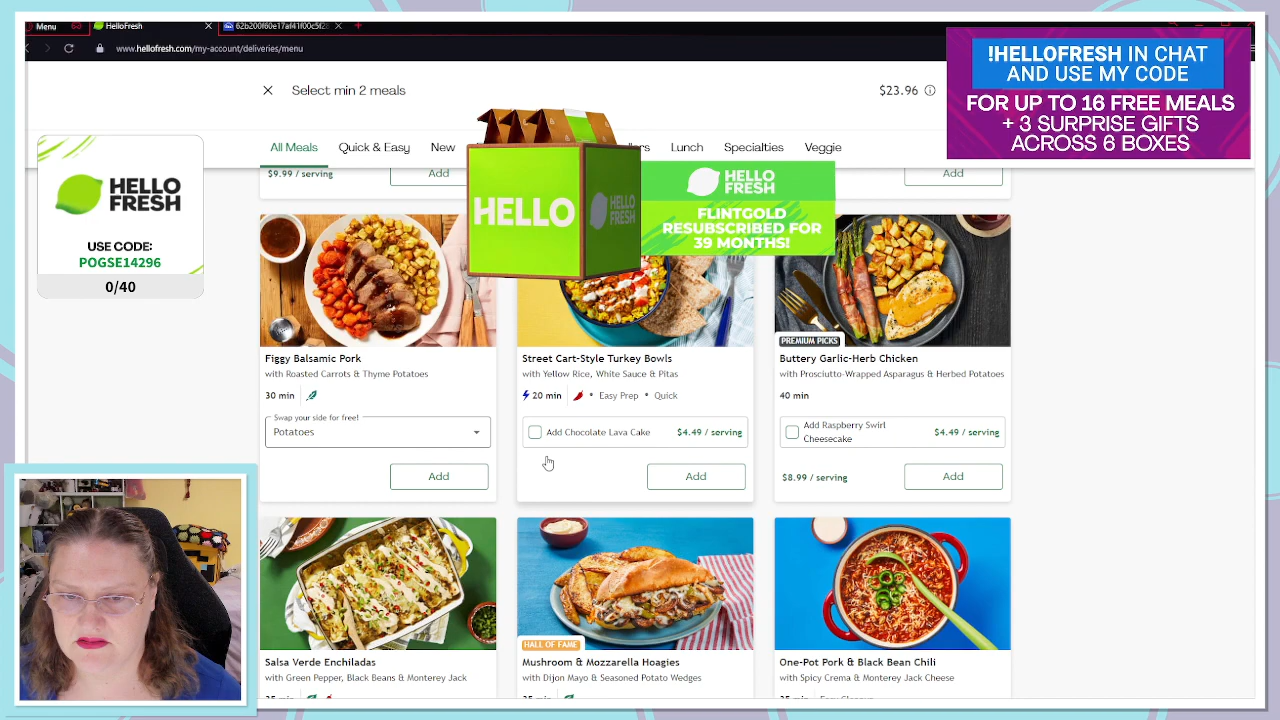 Menu
HelloFresh
62b200f60e17af41f00c5f2
www.hellofresh.com/my-account/deliveries/menu
!HELLOFRESH IN CHAT
AND USE MY CODE
FOR UP TO 16 FREE MEALS
+ 3 SURPRISE GIFTS
ACROSS 6 BOXES
Select min 2 meals
$23.96
All Meals
Quick & Easy
New
Lunch
Specialties
Veggie
HELLO
FRESH
USE CODE:
POGSE14296
0/40
HELLO
HELLO
FRESH
HELLO
FRESH
FLINTGOLD
RESUBSCRIBED FOR
39 MONTHS!
$9.99 / serving
Add
Add
Figgy Balsamic Pork
with Roasted Carrots & Thyme Potatoes
30 min
Swap your side for free!
Potatoes
Add
Street Cart-Style Turkey Bowls
with Yellow Rice, White Sauce & Pitas
20 min • Easy Prep • Quick
Add Chocolate Lava Cake
$4.49 / serving
Add
PREMIUM PICKS
Buttery Garlic-Herb Chicken
with Prosciutto-Wrapped Asparagus & Herbed Potatoes
40 min
Add Raspberry Swirl
Cheesecake
$4.49 / serving
$8.99 / serving
Add
Salsa Verde Enchiladas
with Green Pepper, Black Beans & Monterey Jack
HALL OF FAME
Mushroom & Mozzarella Hoagies
with Dijon Mayo & Seasoned Potato Wedges
One-Pot Pork & Black Bean Chili
with Spicy Crema & Monterey Jack Cheese